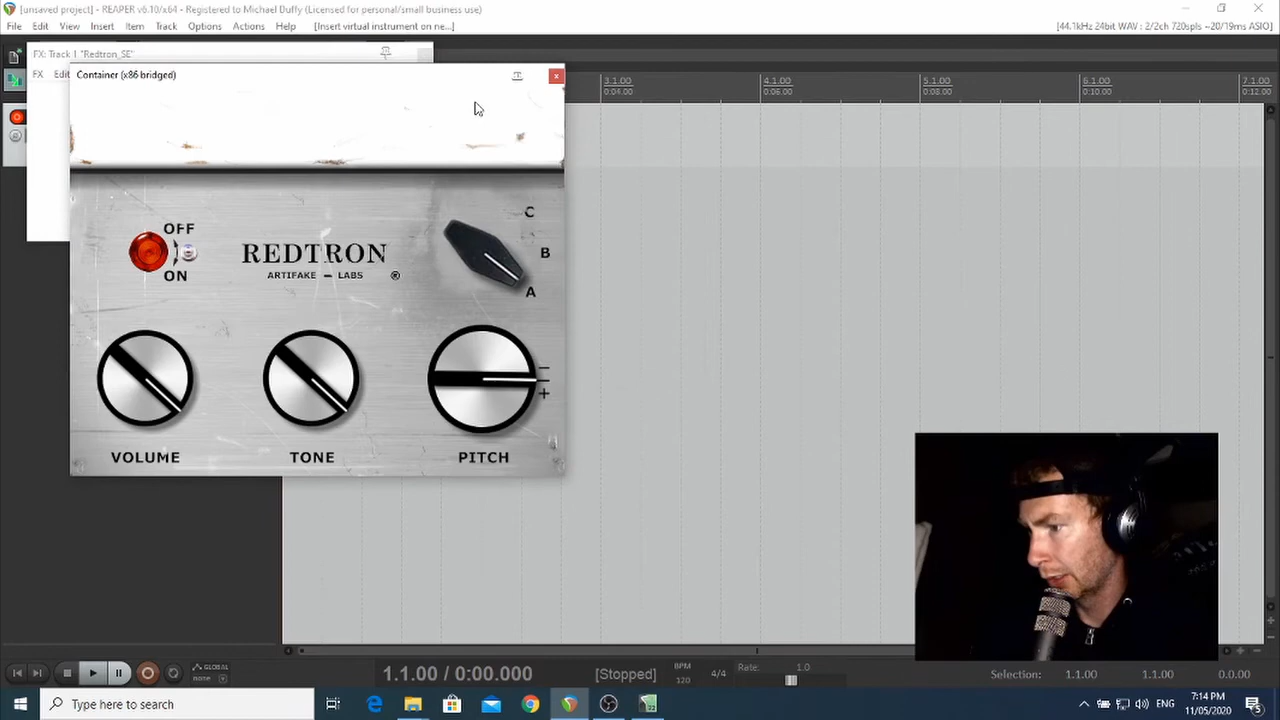 [unsaved project] - REAPER v6.10/x64 - Registered to Michael Duffy (Licensed for personal/small business use)
File Edit View Insert Item Track Options Actions Help [Insert virtual instrument on ne...] [44.1kHz 24bit WAV : 2/2ch 720spls ~20/19ms ASIO]
FX: Track 1 "Redtron_SE"
FX Edit
Container (x86 bridged)
3.1.00 4.1.00 5.1.00 6.1.00 7.1.00
0:04.00 0:06.00 0:08.00 0:10.00 0:12.00
OFF
ON
REDTRON
ARTIFAKE – LABS ®
C
B
A
VOLUME TONE PITCH
GLOBAL
none
1.1.00 / 0:00.000 [Stopped]
BPM
120
4/4
Rate: 1.0
Selection: 1.1.00 1.1.00 0.0.00
Type here to search
ENG
7:14 PM
11/05/2020